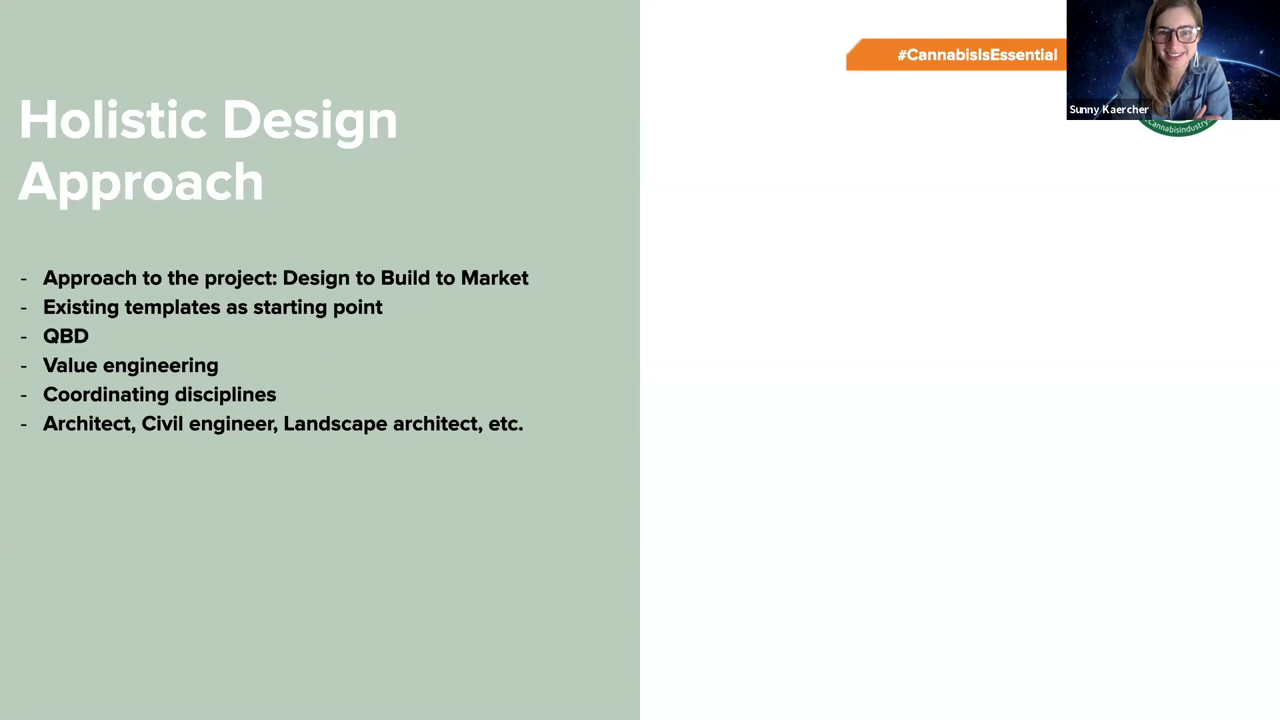 #CannabisIsEssential
Sunny Kaercher
CannabisIndustry
Holistic Design
Approach
- Approach to the project: Design to Build to Market
- Existing templates as starting point
- QBD
- Value engineering
- Coordinating disciplines
- Architect, Civil engineer, Landscape architect, etc.